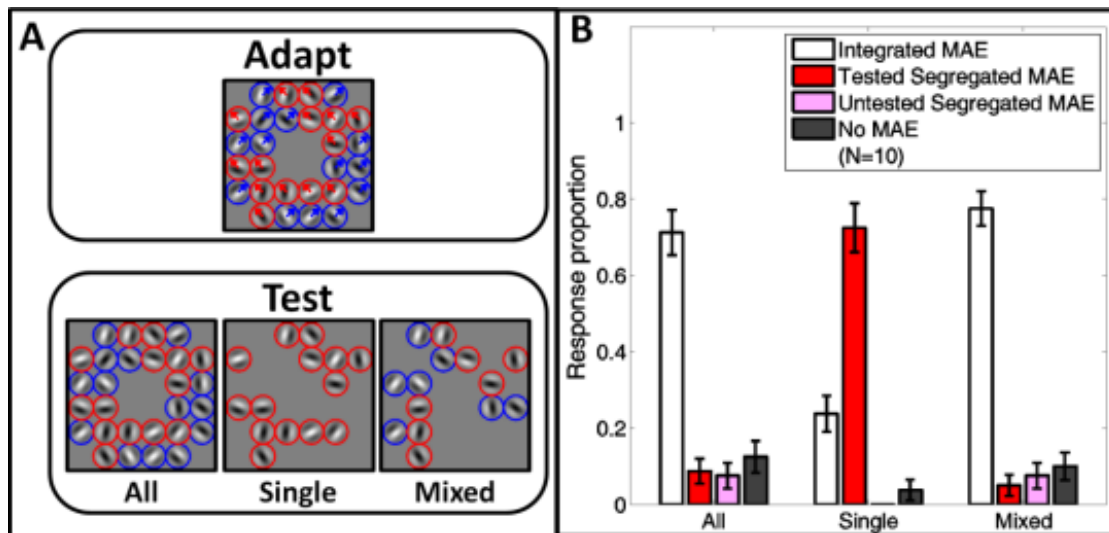 A
Adapt
Test
All
Single
Mixed
B
Integrated MAE
Tested Segregated MAE
Untested Segregated MAE
No MAE
(N=10)
Response proportion
1
0.8
0.6
0.4
0.2
0
All
Single
Mixed